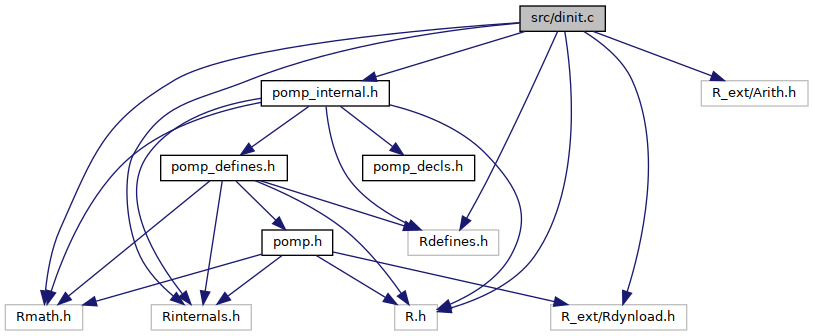 src/dinit.c
pomp_internal.h
R_ext/Arith.h
pomp_defines.h
pomp_decls.h
pomp.h
Rdefines.h
Rmath.h
Rinternals.h
R.h
R_ext/Rdynload.h